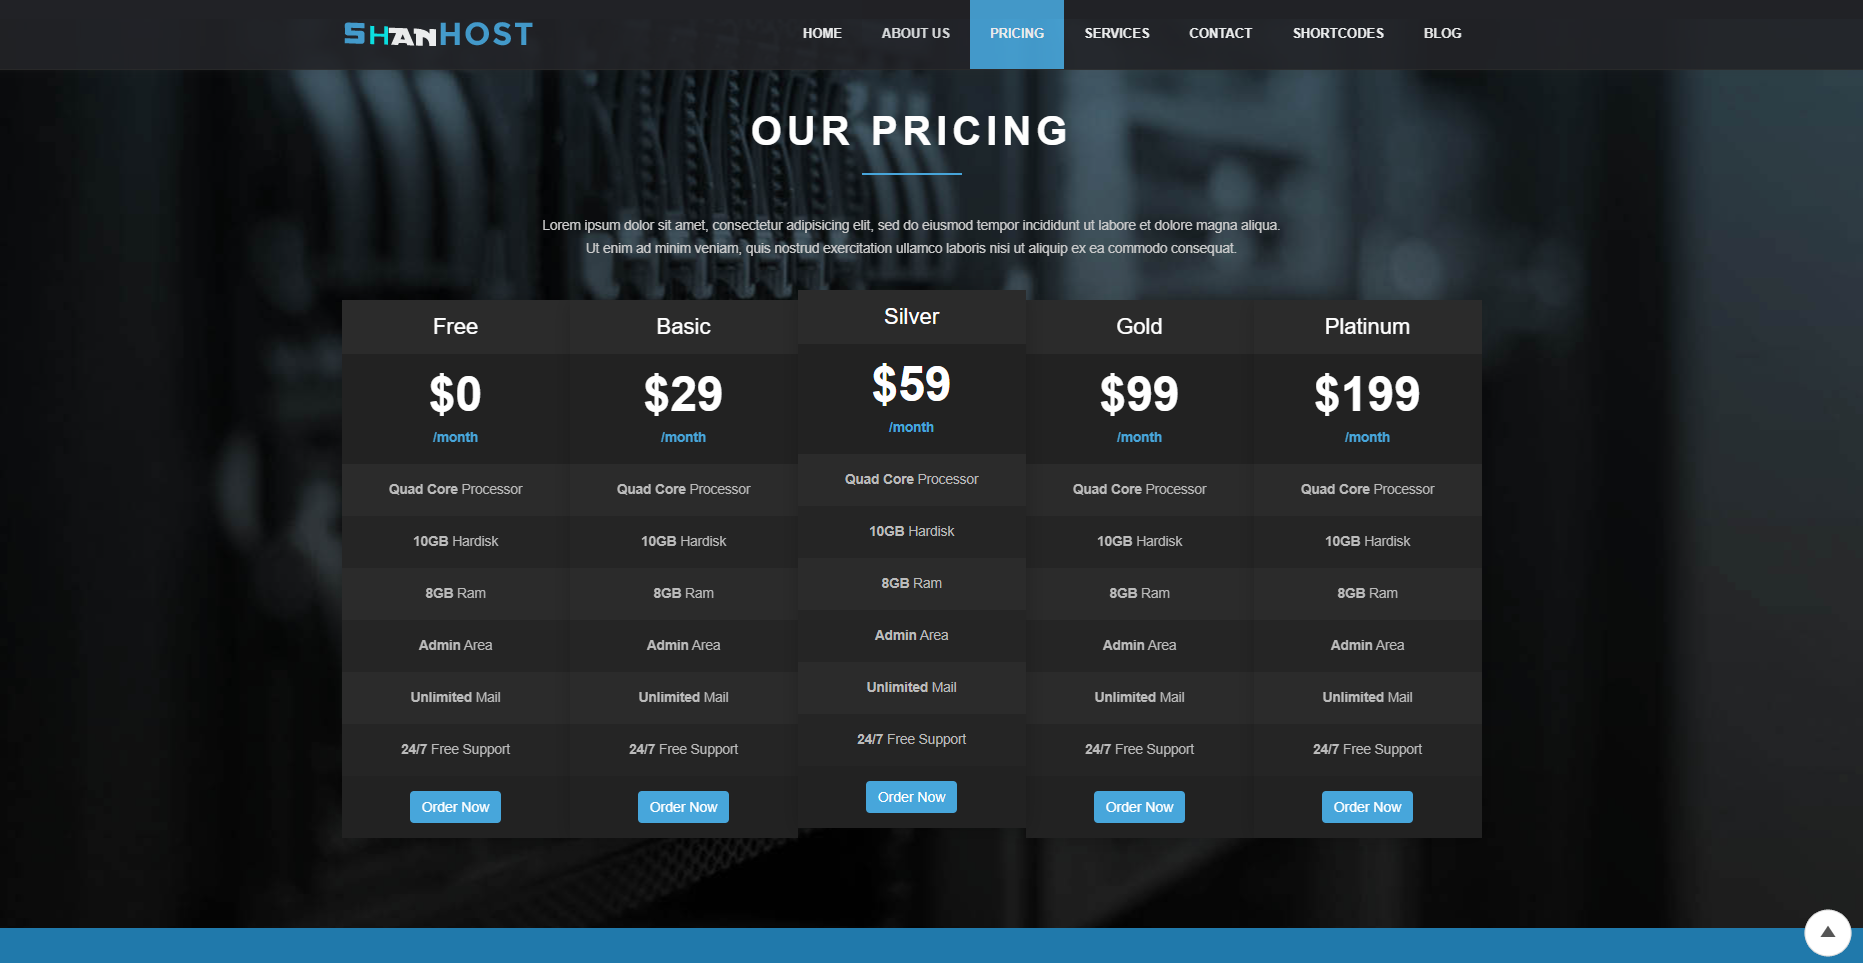 SHANHOST
HOME ABOUT US PRICING SERVICES CONTACT SHORTCODES BLOG
OUR PRICING
Lorem ipsum dolor sit amet, consectetur adipisicing elit, sed do eiusmod tempor incididunt ut labore et dolore magna aliqua.
Ut enim ad minim veniam, quis nostrud exercitation ullamco laboris nisi ut aliquip ex ea commodo consequat.
Free
$0
/month
Quad Core Processor
10GB Hardisk
8GB Ram
Admin Area
Unlimited Mail
24/7 Free Support
Order Now
Basic
$29
/month
Quad Core Processor
10GB Hardisk
8GB Ram
Admin Area
Unlimited Mail
24/7 Free Support
Order Now
Silver
$59
/month
Quad Core Processor
10GB Hardisk
8GB Ram
Admin Area
Unlimited Mail
24/7 Free Support
Order Now
Gold
$99
/month
Quad Core Processor
10GB Hardisk
8GB Ram
Admin Area
Unlimited Mail
24/7 Free Support
Order Now
Platinum
$199
/month
Quad Core Processor
10GB Hardisk
8GB Ram
Admin Area
Unlimited Mail
24/7 Free Support
Order Now